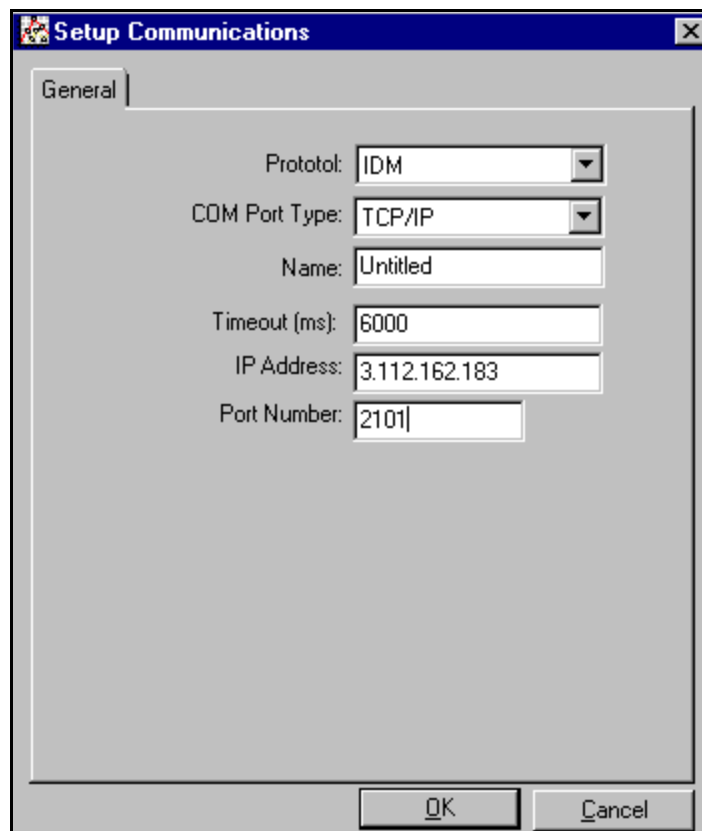 Setup Communications
General
Prototol: IDM
COM Port Type: TCP/IP
Name: Untitled
Timeout (ms): 6000
IP Address: 3.112.162.183
Port Number: 2101
OK Cancel